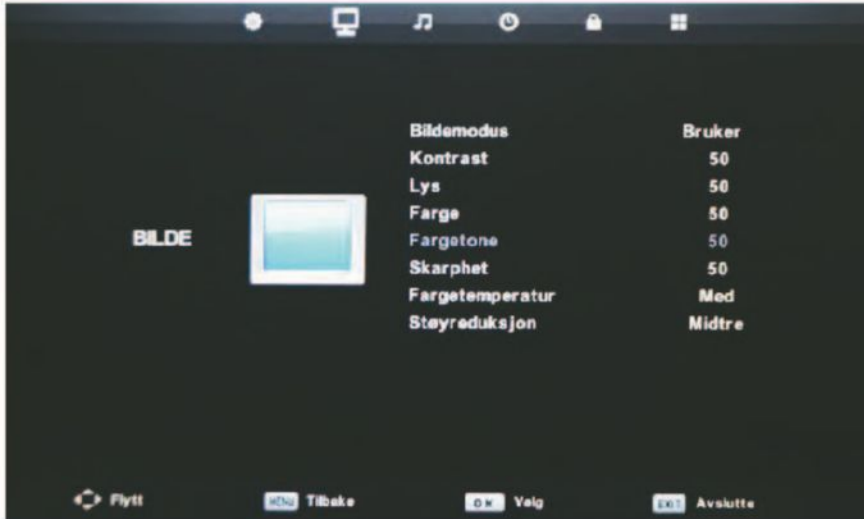 BILDE
Bildemodus Bruker
Kontrast 50
Lys 50
Farge 50
Fargetone 50
Skarphet 50
Fargetemperatur Med
Støyreduksjon Midtre
Flytt MENU Tilbake OK Velg EXIT Avslutte